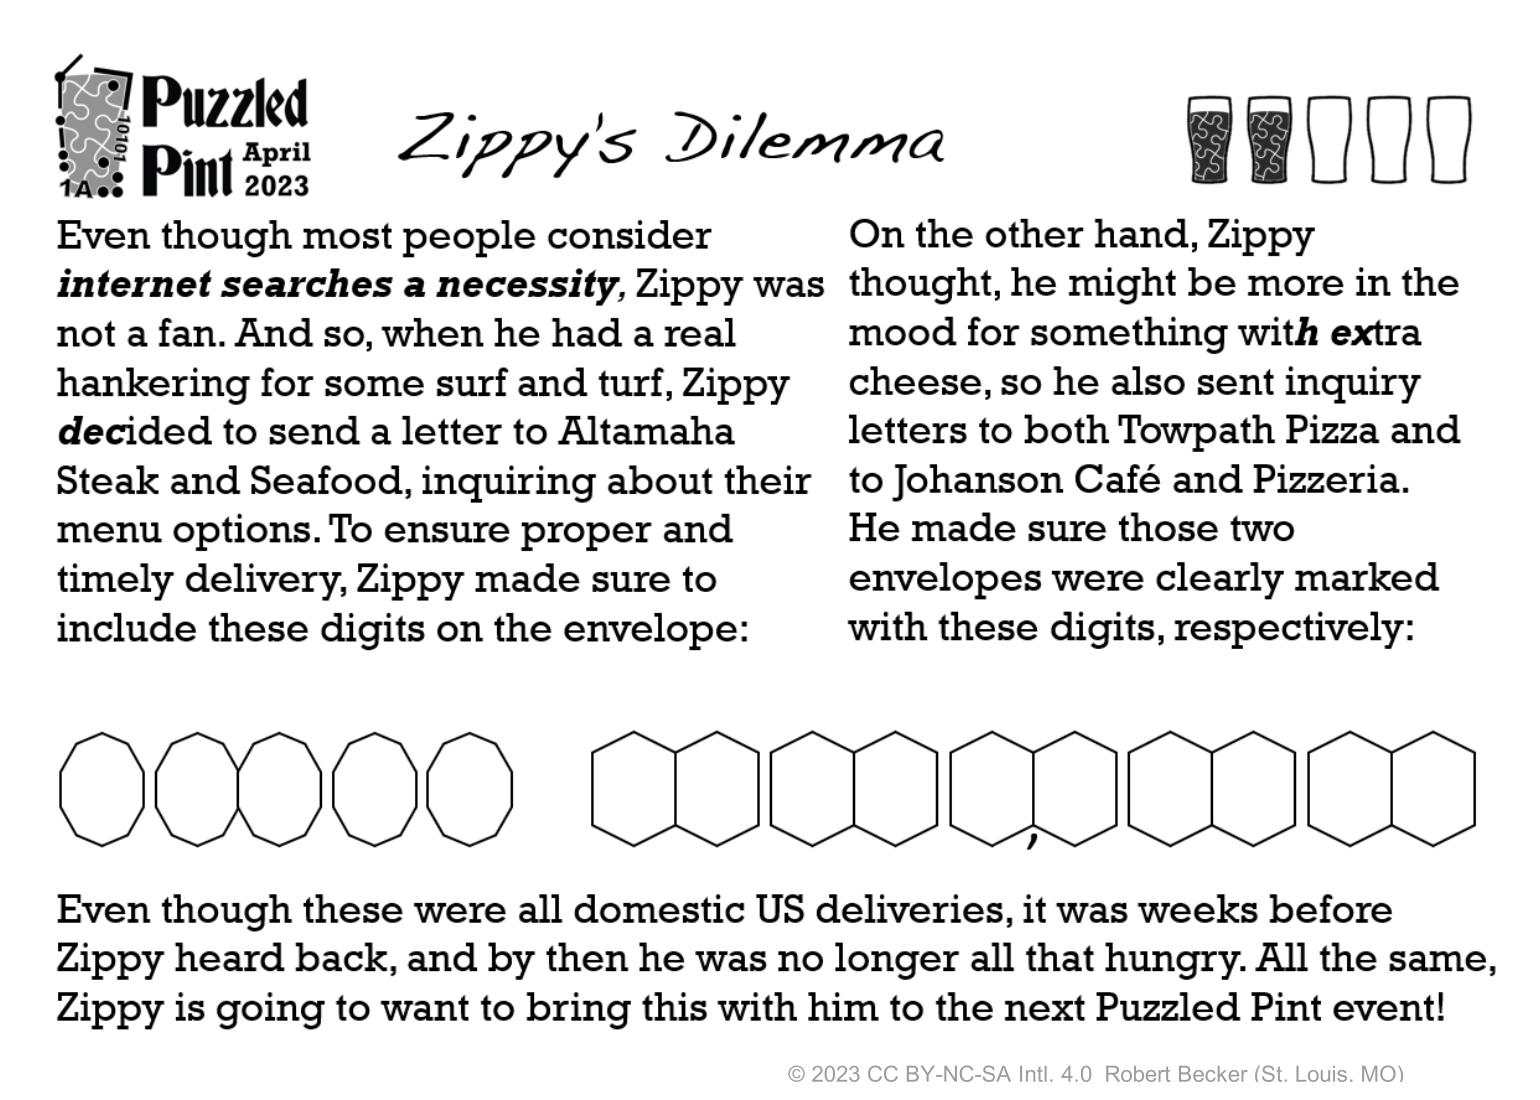 Puzzled
Pint
April
2023
10101
1A
Zippy's Dilemma
Even though most people consider
internet searches a necessity, Zippy was
not a fan. And so, when he had a real
hankering for some surf and turf, Zippy
decided to send a letter to Altamaha
Steak and Seafood, inquiring about their
menu options. To ensure proper and
timely delivery, Zippy made sure to
include these digits on the envelope:
On the other hand, Zippy
thought, he might be more in the
mood for something with extra
cheese, so he also sent inquiry
letters to both Towpath Pizza and
to Johanson Café and Pizzeria.
He made sure those two
envelopes were clearly marked
with these digits, respectively:
,
Even though these were all domestic US deliveries, it was weeks before
Zippy heard back, and by then he was no longer all that hungry. All the same,
Zippy is going to want to bring this with him to the next Puzzled Pint event!
© 2023 CC BY-NC-SA Intl. 4.0 Robert Becker (St. Louis, MO)